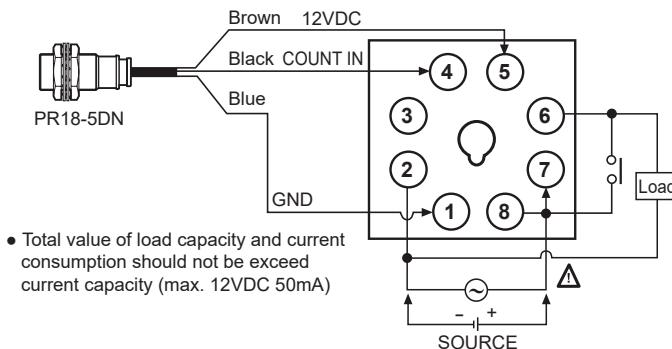 Brown 12VDC
Black COUNT IN
Blue
PR18-5DN
GND
4 5
3 6
2 7
1 8
Load
● Total value of load capacity and current
consumption should not be exceed
current capacity (max. 12VDC 50mA)
− +
SOURCE